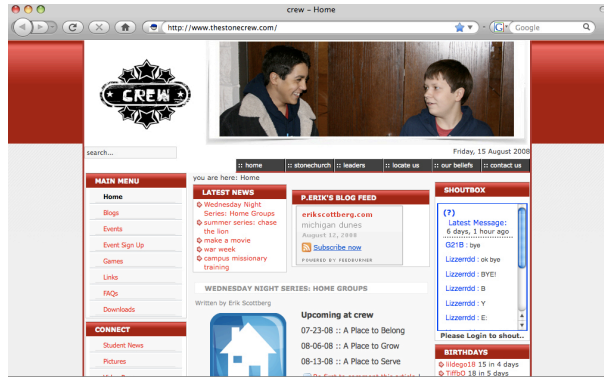 crew – Home
http://www.thestonecrew.com/
Google
CREW
search...
Friday, 15 August 2008
:: home :: stonechurch :: leaders :: locate us :: our beliefs :: contact us
you are here: Home
MAIN MENU
Home
Blogs
Events
Event Sign Up
Games
Links
FAQs
Downloads
CONNECT
Student News
Pictures
LATEST NEWS
Wednesday Night
Series: Home Groups
summer series: chase
the lion
make a movie
war week
campus missionary
training
P.ERIK'S BLOG FEED
erikscottberg.com
michigan dunes
August 12, 2008
Subscribe now
POWERED BY FEEDBURNER
WEDNESDAY NIGHT SERIES: HOME GROUPS
Written by Erik Scottberg
Upcoming at crew
07-23-08 :: A Place to Belong
08-06-08 :: A Place to Grow
08-13-08 :: A Place to Serve
SHOUTBOX
(?)
Latest Message:
6 days, 1 hour ago
G21B : bye
Lizzerrdd : ok bye
Lizzerrdd : BYE!
Lizzerrdd : B
Lizzerrdd : Y
Lizzerrdd : E:
Please Login to shout..
BIRTHDAYS
lildego18 15 in 4 days
TiffbO 18 in 5 days